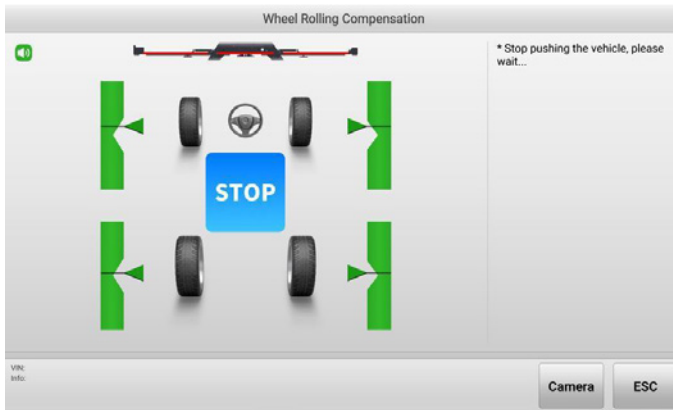 Wheel Rolling Compensation
* Stop pushing the vehicle, please
wait...
STOP
VIN:
Info:
Camera
ESC